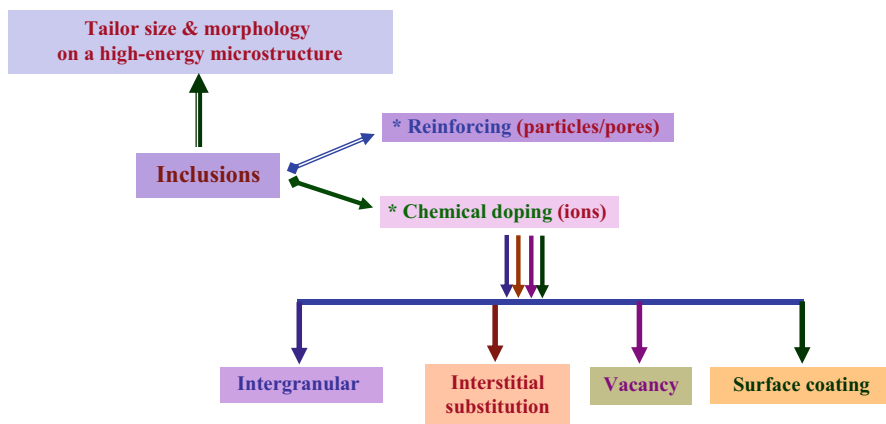 Tailor size & morphology
on a high-energy microstructure
* Reinforcing (particles/pores)
Inclusions
* Chemical doping (ions)
Intergranular
Interstitial
substitution
Vacancy
Surface coating